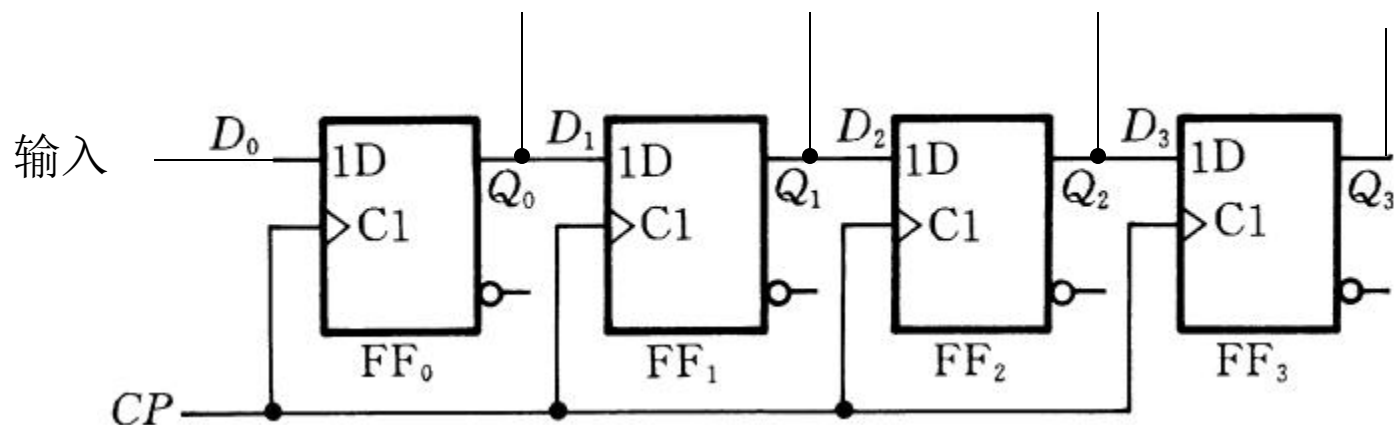 输入 D₀ 1D C1 Q₀ FF₀
D₁ 1D C1 Q₁ FF₁
D₂ 1D C1 Q₂ FF₂
D₃ 1D C1 Q₃ FF₃
CP